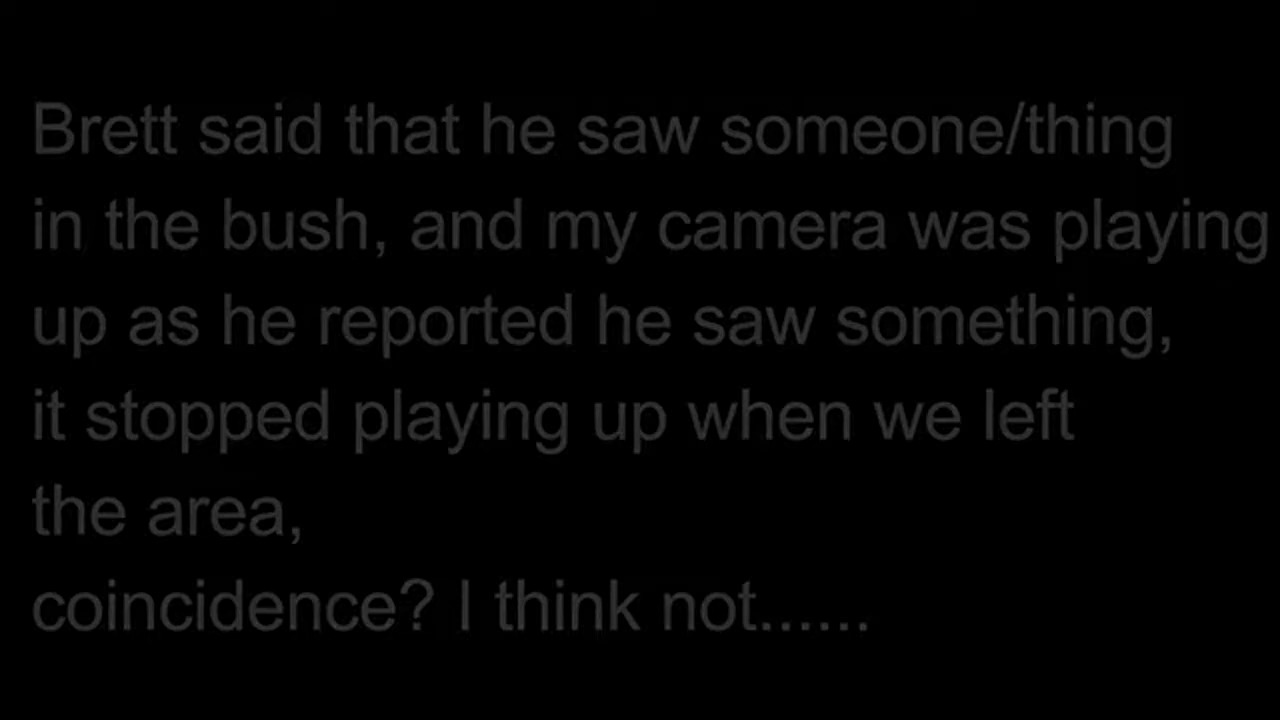 Brett said that he saw someone/thing
in the bush, and my camera was playing
up as he reported he saw something,
it stopped playing up when we left
the area,
coincidence? I think not......